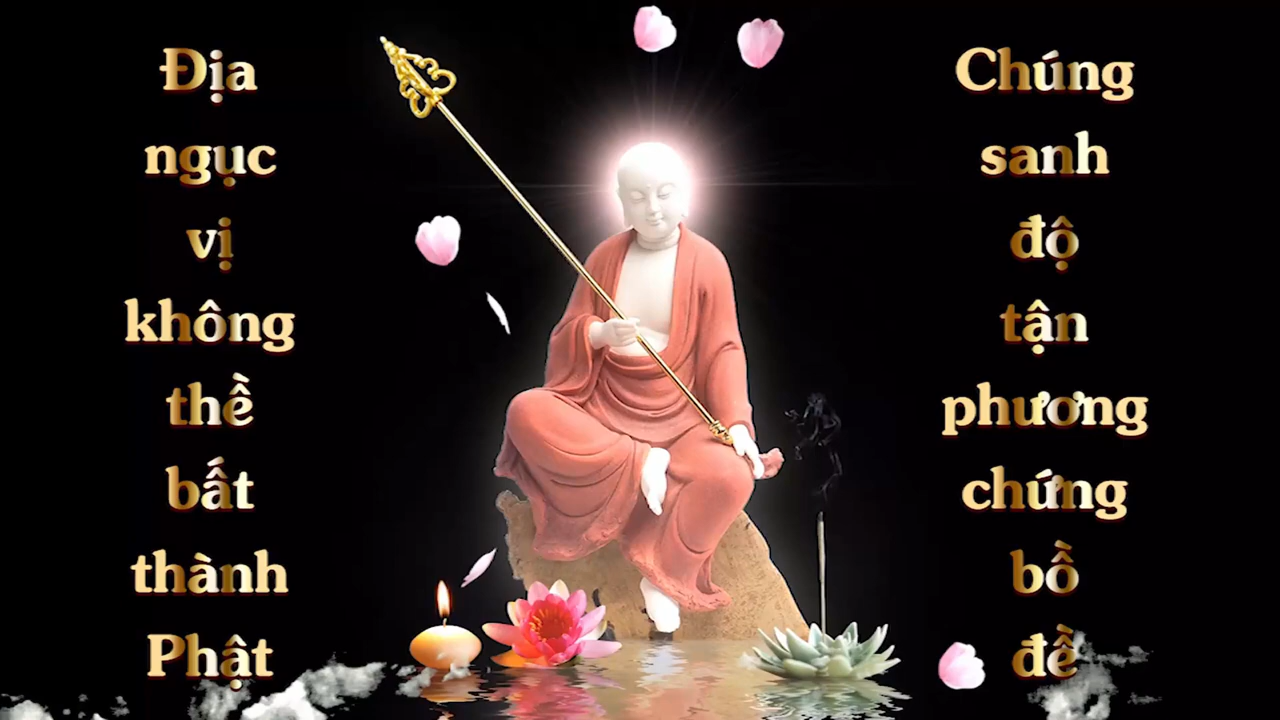 Địa
ngục
vị
không
thề
bất
thành
Phật
Chúng
sanh
độ
tận
phương
chứng
bồ
đề